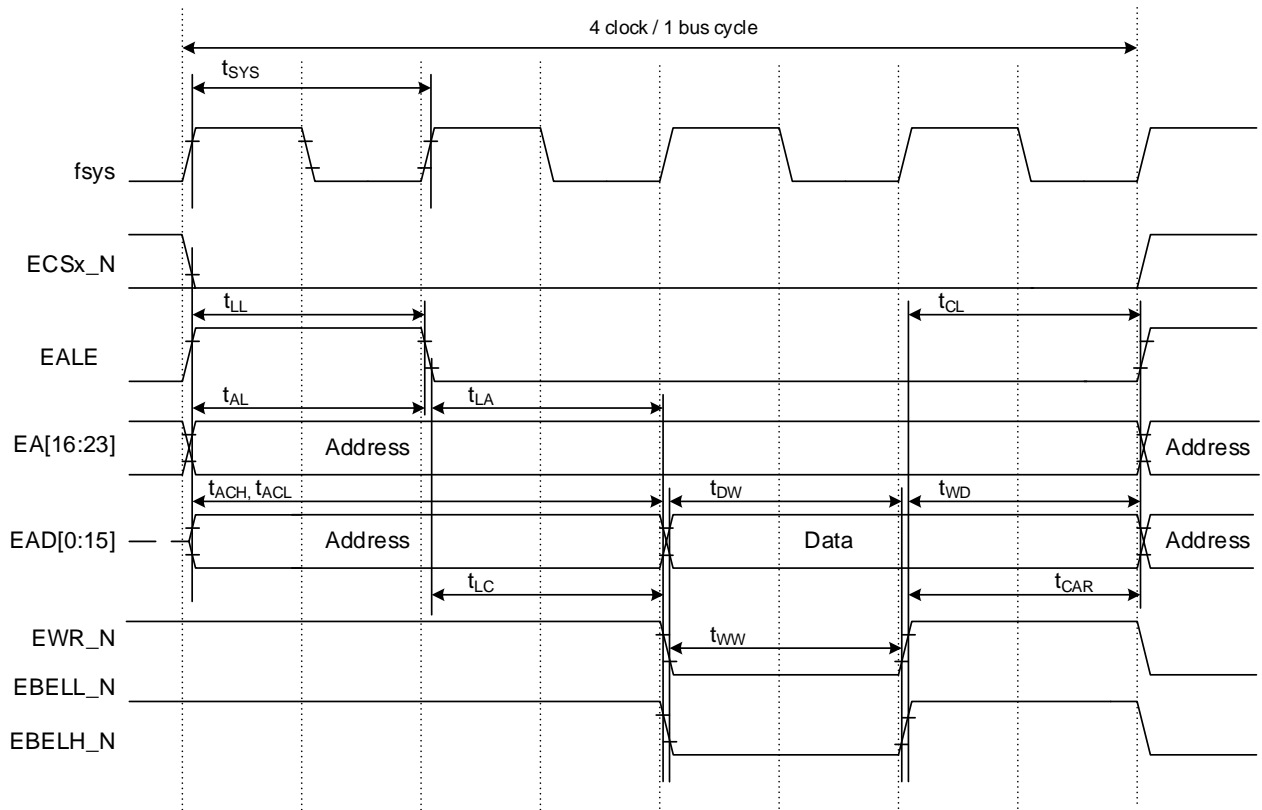 4 clock / 1 bus cycle
tSYS
fsys
ECSx_N
tLL
tCL
EALE
tAL
tLA
EA[16:23]
Address
Address
tACH, tACL
tDW
tWD
EAD[0:15]
Address
Data
Address
tLC
tCAR
EWR_N
tWW
EBELL_N
EBELH_N